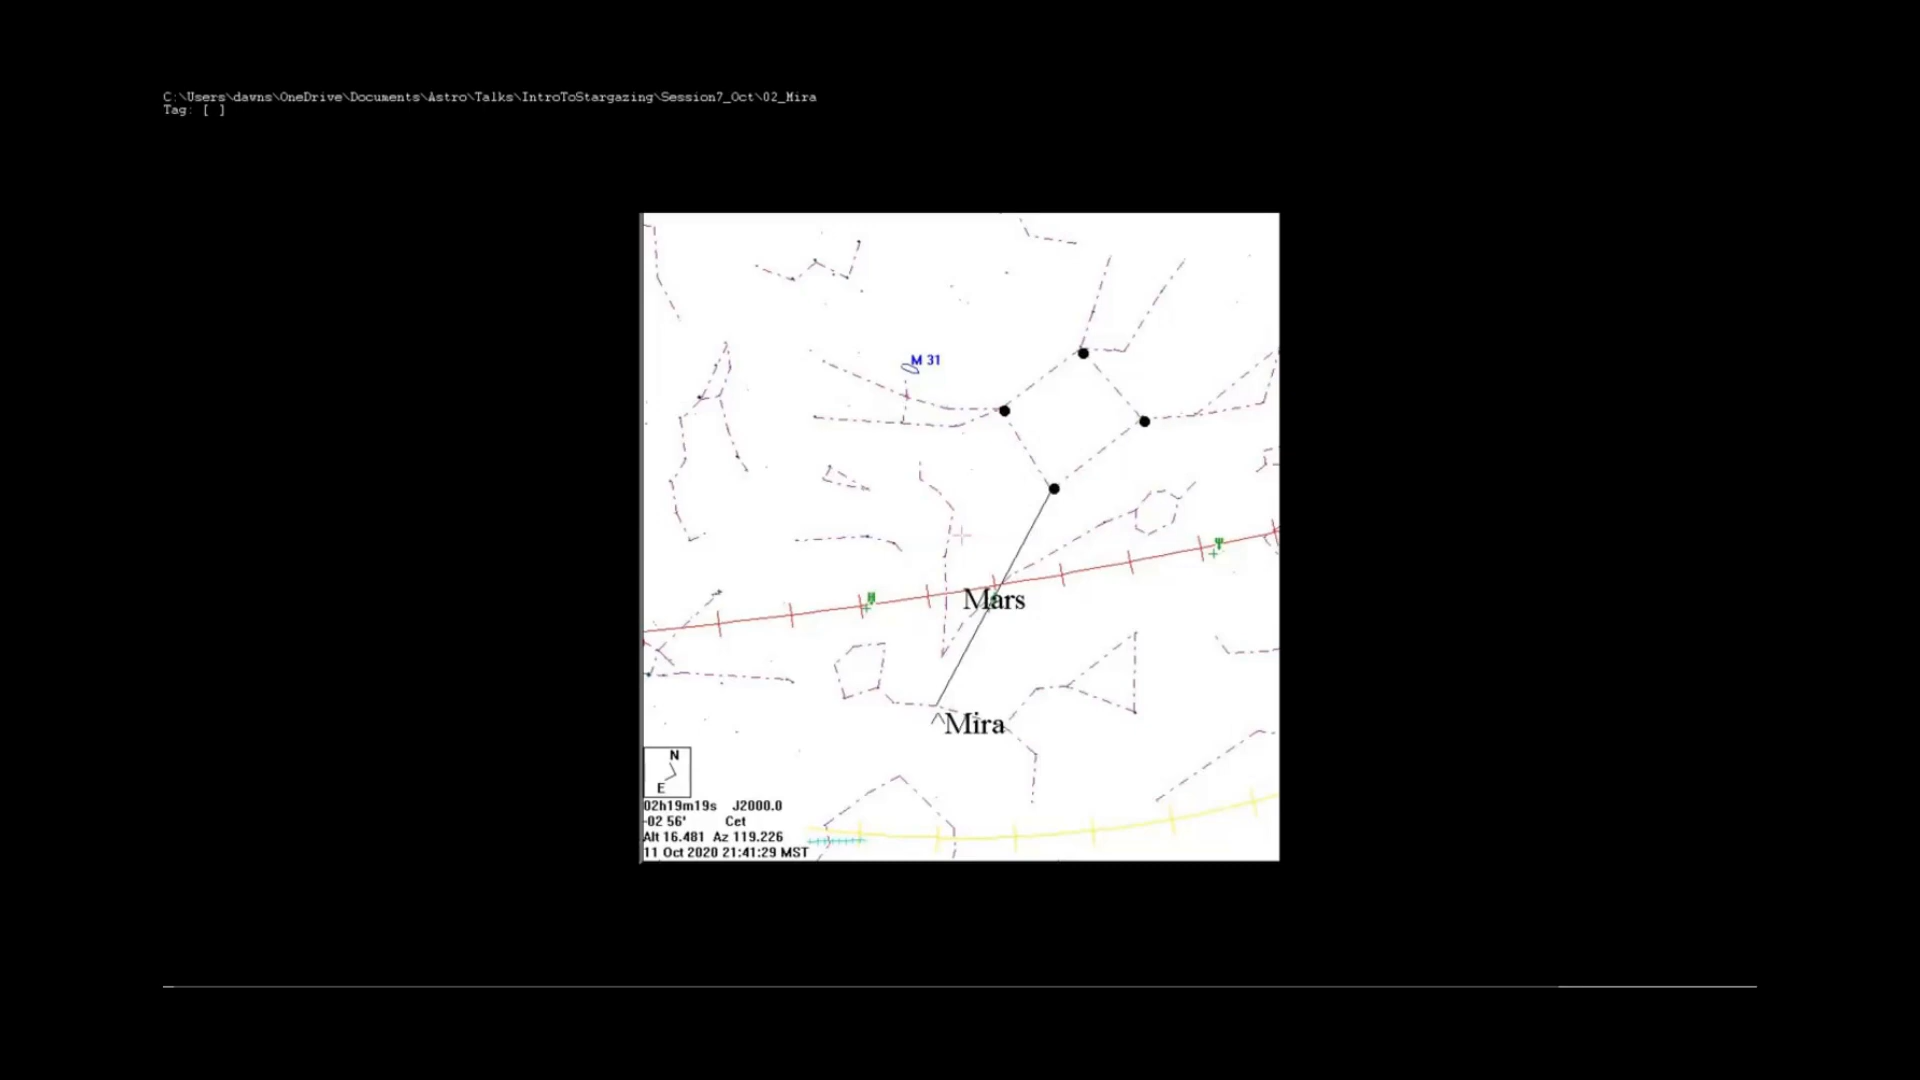 C:\Users\dawns\OneDrive\Documents\Astro\Talks\IntroToStargazing\Session7_Oct\02_Mira
Tag: [ ]
M 31
Mars
^Mira
N
E
02h19m19s J2000.0
-02 56' Cet
Alt 16.481 Az 119.226
11 Oct 2020 21:41:29 MST